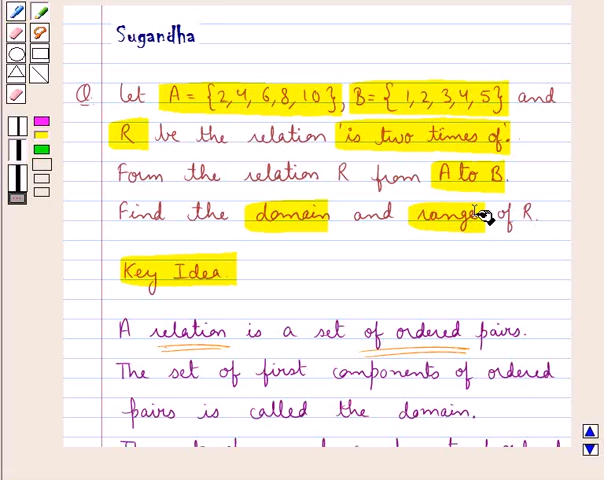 Sugandha
Q Let A = {2, 4, 6, 8, 10}, B = {1, 2, 3, 4, 5} and
R be the relation 'is two times of'.
Form the relation R from A to B.
Find the domain and range of R.
Key Idea.
A relation is a set of ordered pairs.
The set of first components of ordered
pairs is called the domain.